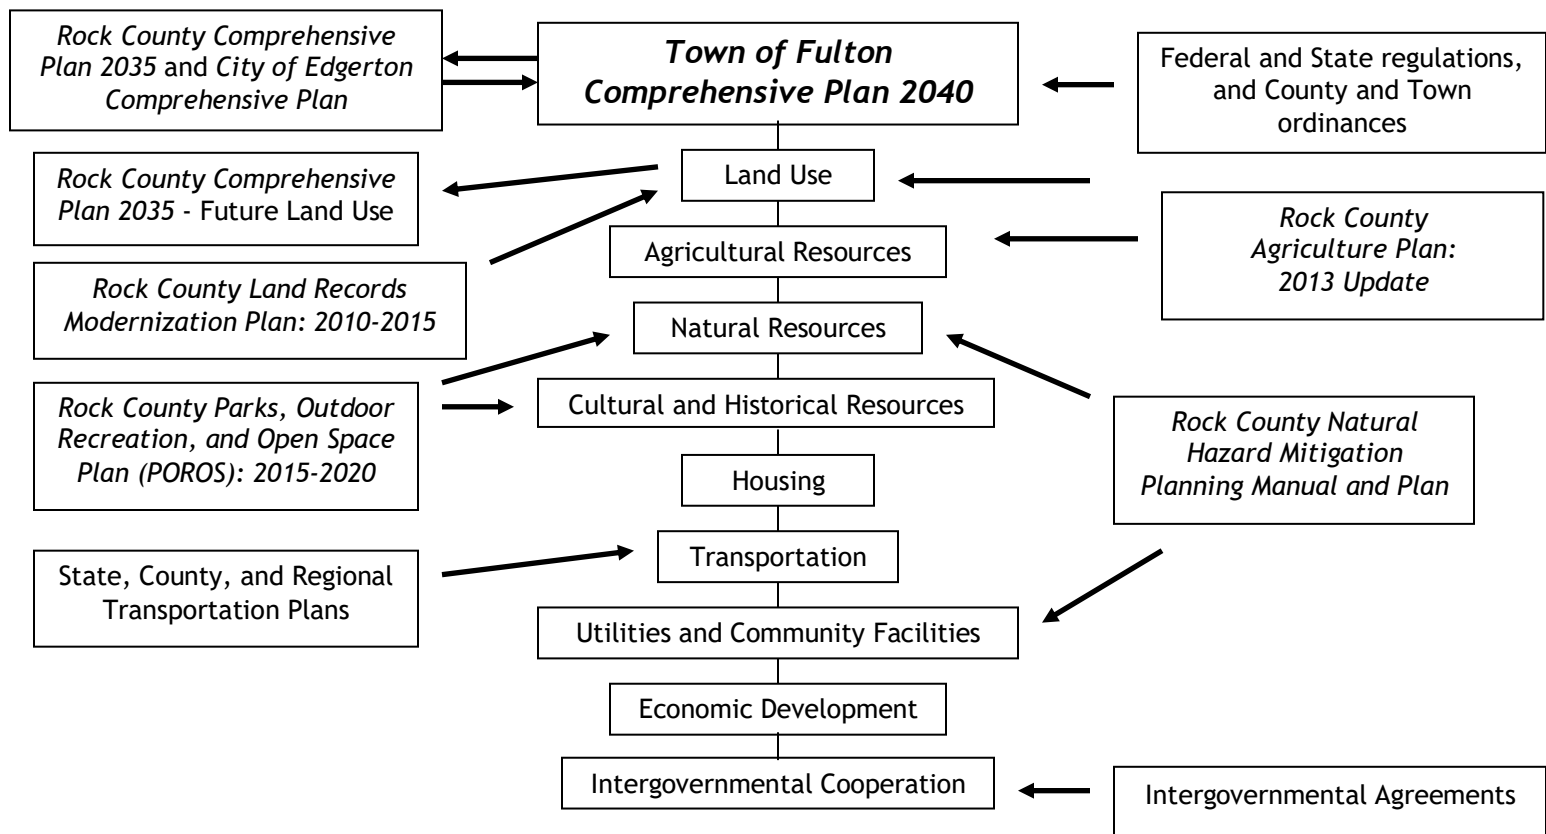 Rock County Comprehensive
Plan 2035 and City of Edgerton
Comprehensive Plan
Town of Fulton
Comprehensive Plan 2040
Federal and State regulations,
and County and Town
ordinances
Rock County Comprehensive
Plan 2035 - Future Land Use
Land Use
Rock County
Agriculture Plan:
2013 Update
Agricultural Resources
Rock County Land Records
Modernization Plan: 2010-2015
Natural Resources
Rock County Parks, Outdoor
Recreation, and Open Space
Plan (POROS): 2015-2020
Cultural and Historical Resources
Rock County Natural
Hazard Mitigation
Planning Manual and Plan
Housing
State, County, and Regional
Transportation Plans
Transportation
Utilities and Community Facilities
Economic Development
Intergovernmental Cooperation
Intergovernmental Agreements